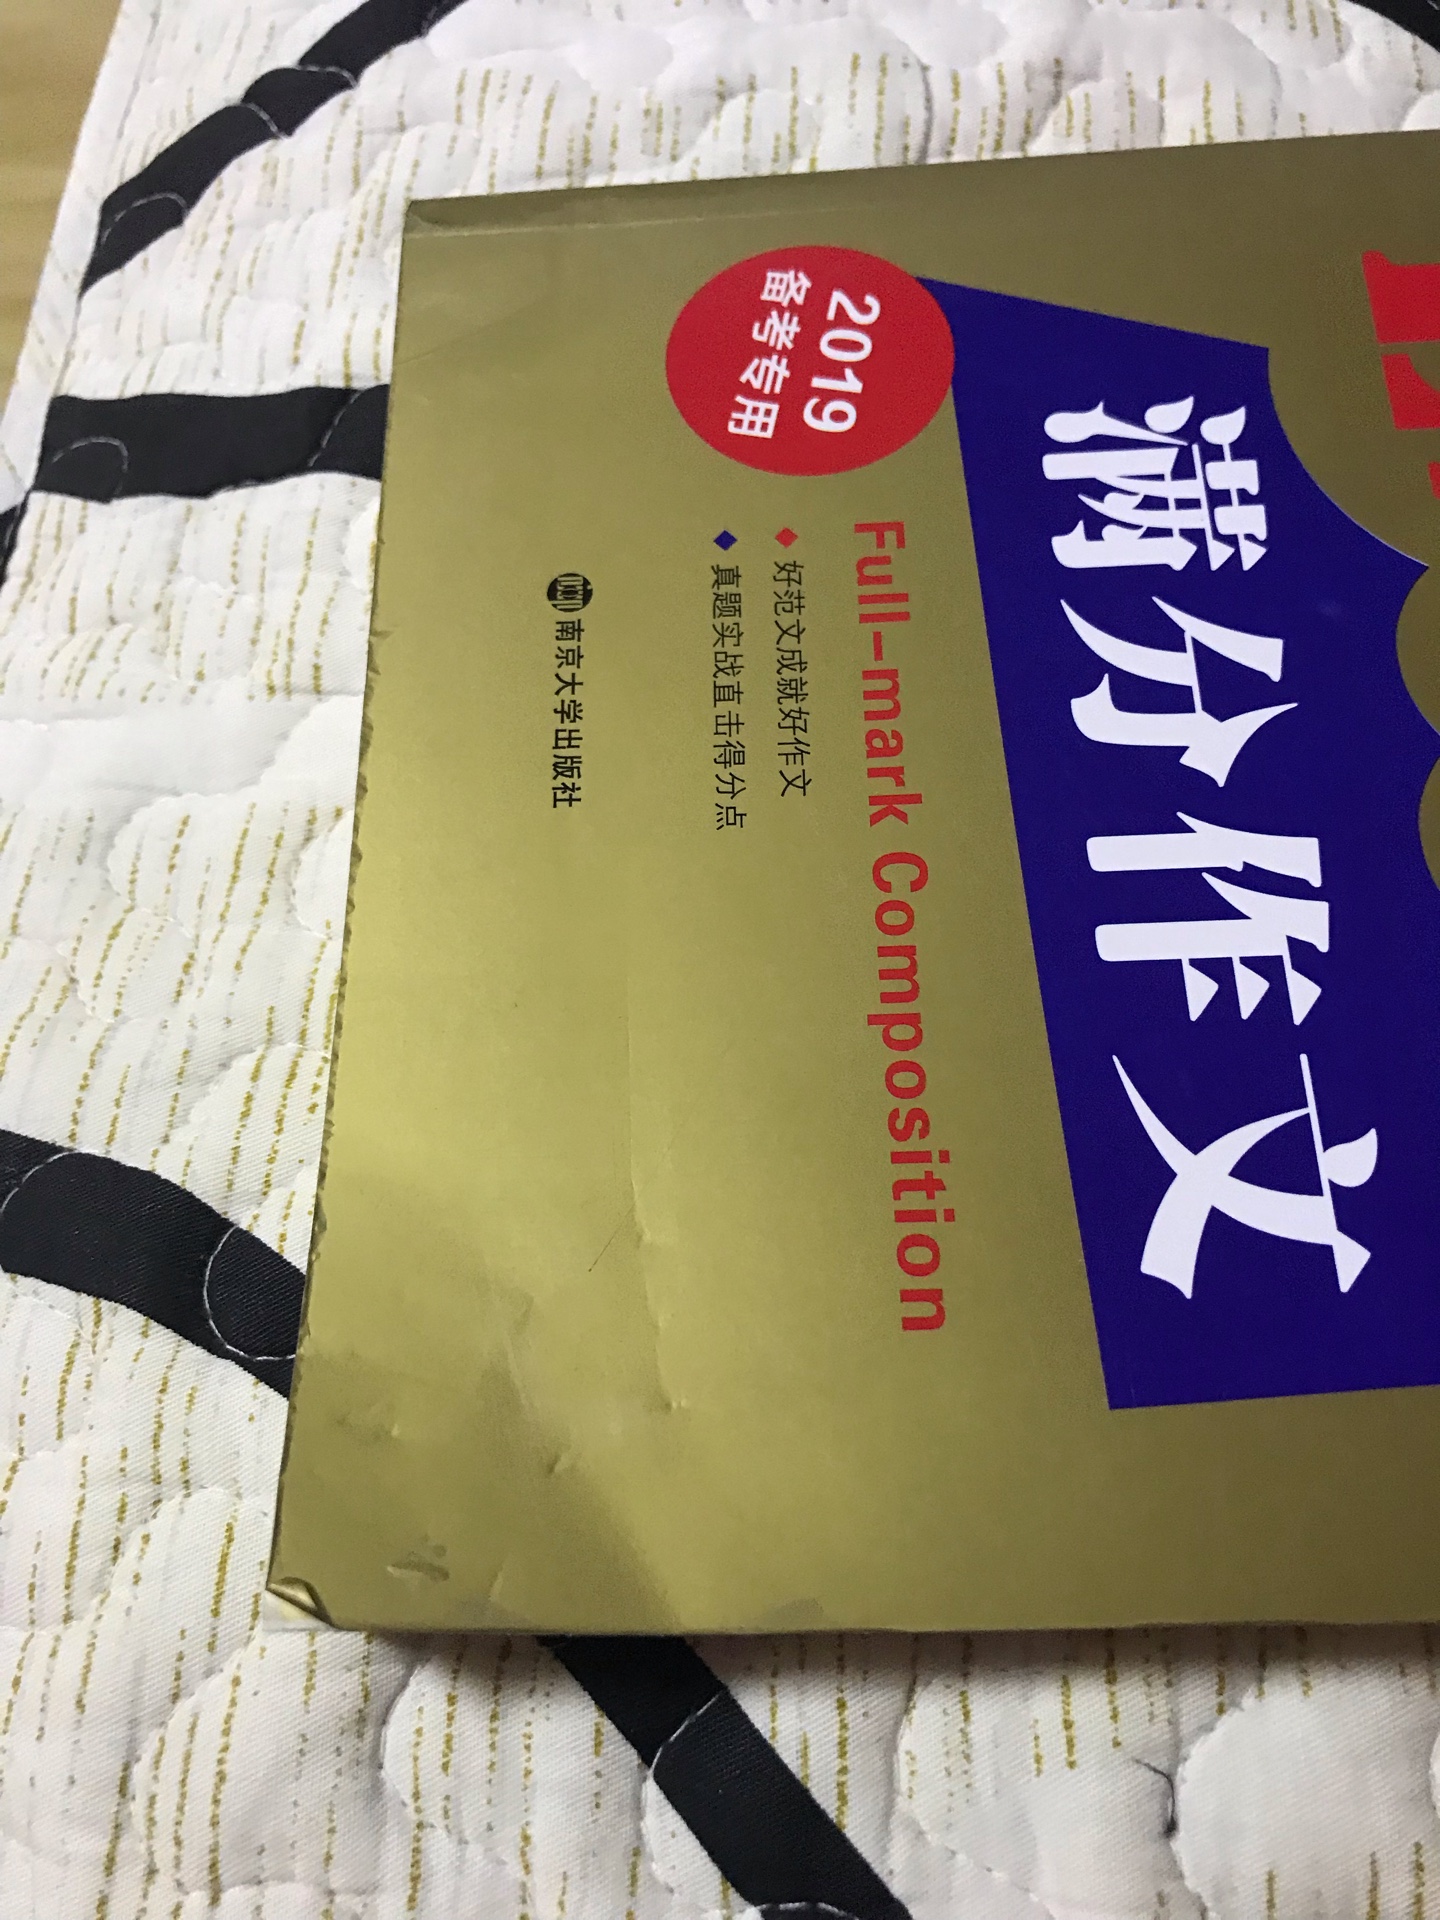 满分作文
2019
备考专用
Full-mark Composition
好范文成就好作文
真题实战直击得分点
南京大学出版社